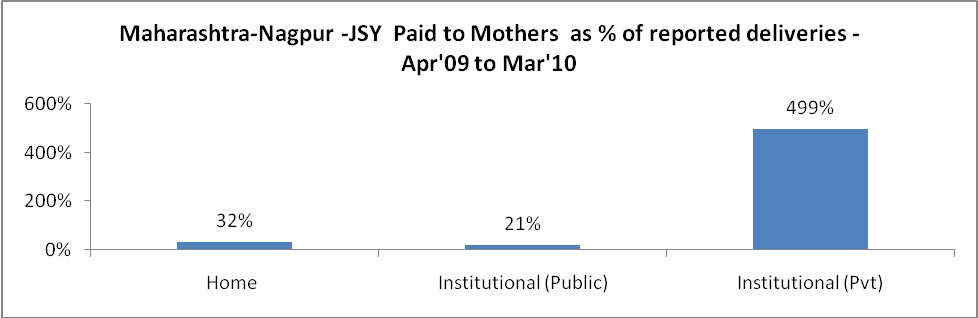 Maharashtra-Nagpur -JSY  Paid to Mothers  as % of reported deliveries -
Apr'09 to Mar'10
600%
400%
200%
0%
32%
21%
499%
Home
Institutional (Public)
Institutional (Pvt)